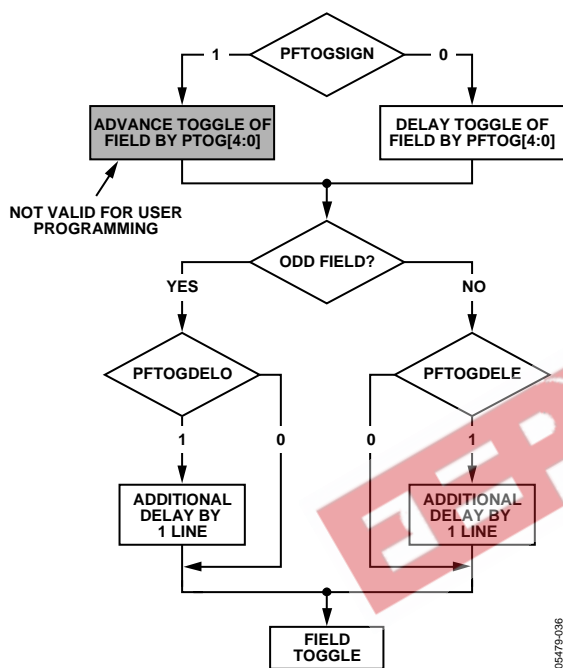 PFTOGSIGN
1
0
ADVANCE TOGGLE OF
FIELD BY PTOG[4:0]
DELAY TOGGLE OF
FIELD BY PFTOG[4:0]
NOT VALID FOR USER
PROGRAMMING
ODD FIELD?
YES
NO
PFTOGDELO
PFTOGDELE
1
0
0
1
ADDITIONAL
DELAY BY
1 LINE
ADDITIONAL
DELAY BY
1 LINE
FIELD
TOGGLE
05479-036